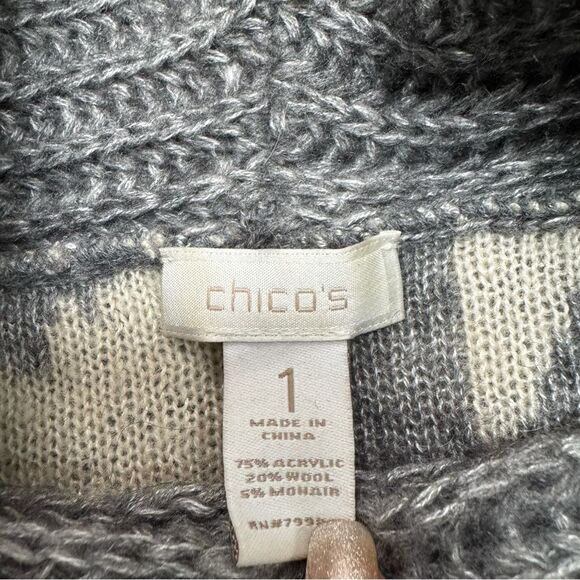 chico's
1
MADE IN
CHINA
75% ACRYLIC
20% WOOL
5% MOHAIR